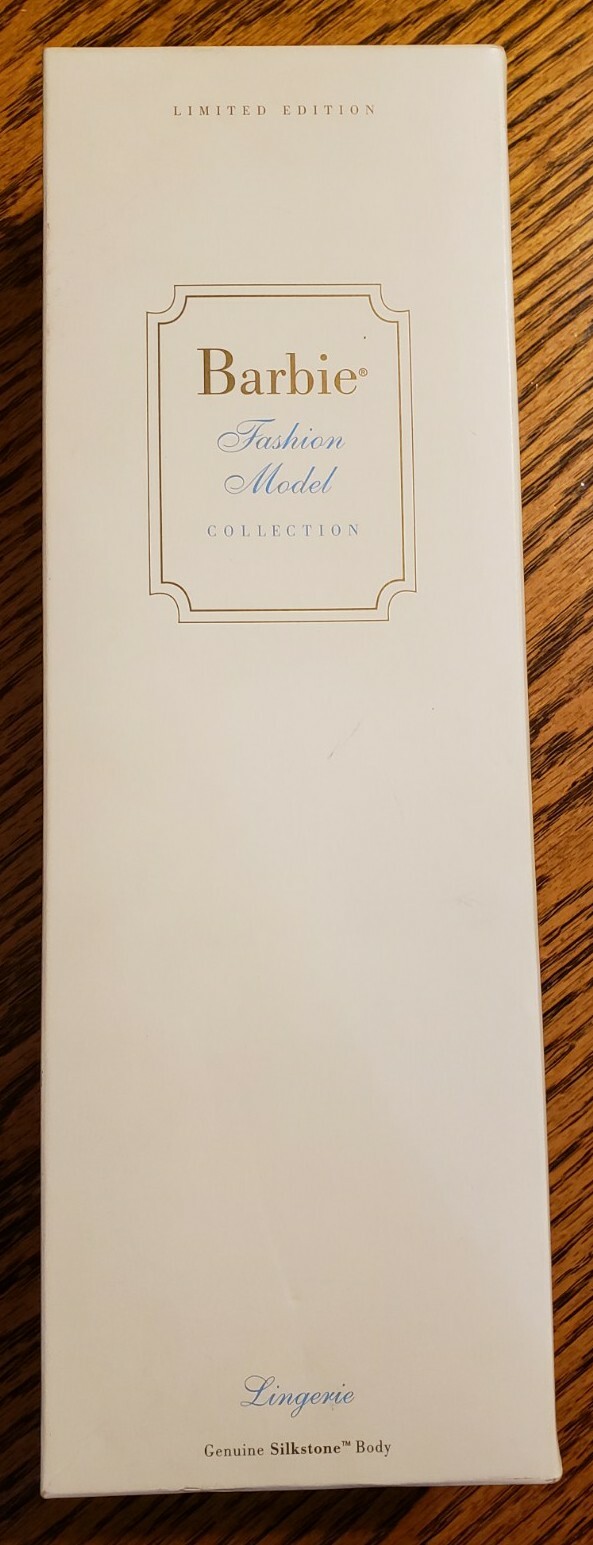 LIMITED EDITION
Barbie®
Fashion
Model
COLLECTION
Lingerie
Genuine Silkstone™ Body